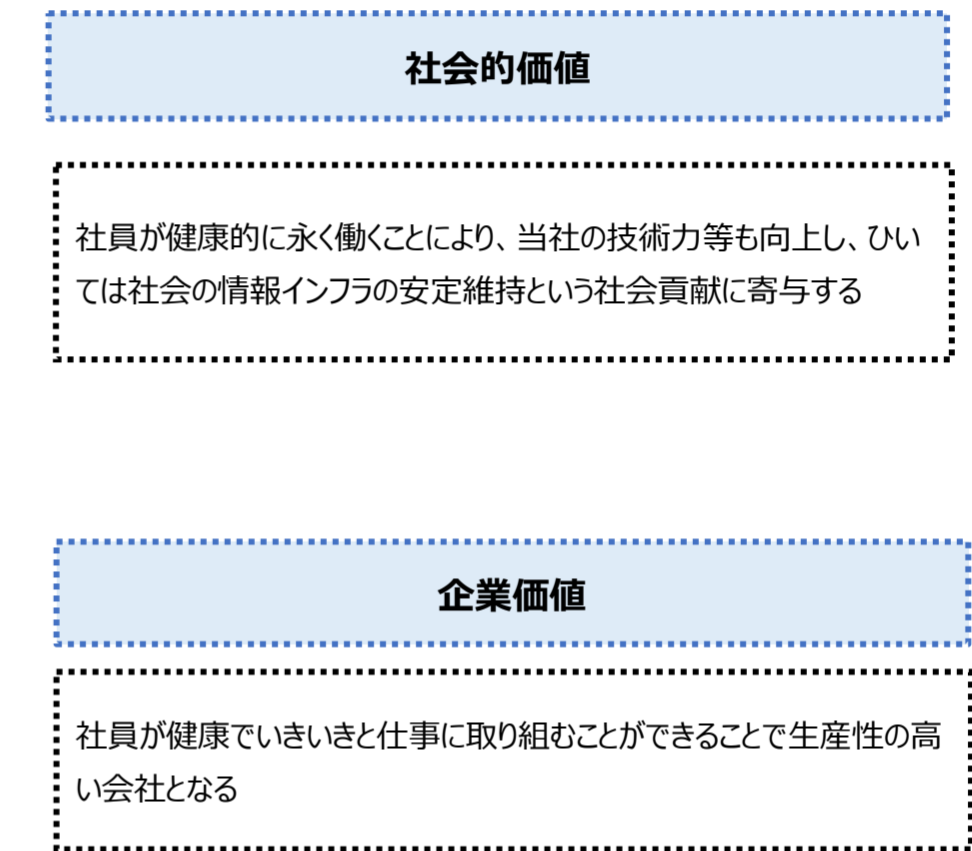 社会的価値
社員が健康的に永く働くことにより、当社の技術力等も向上し、ひい
ては社会の情報インフラの安定維持という社会貢献に寄与する
企業価値
社員が健康でいきいきと仕事に取り組むことができることで生産性の高
い会社となる